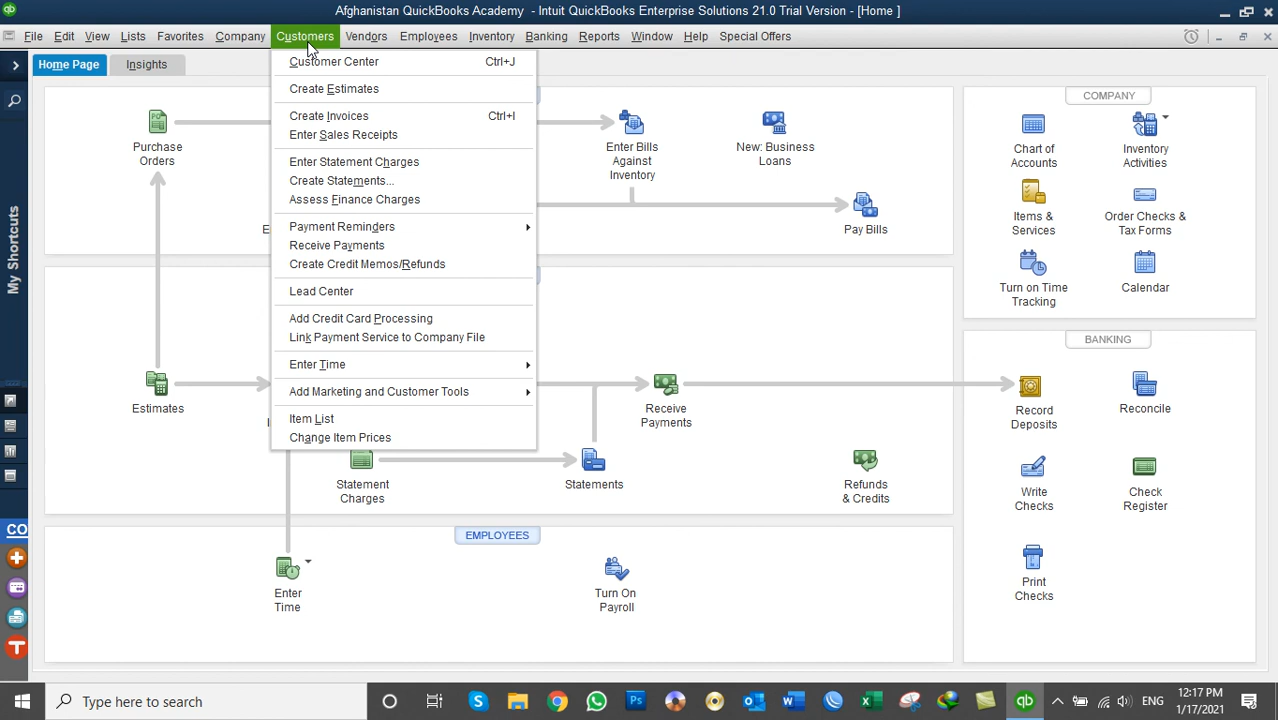 Afghanistan QuickBooks Academy - Intuit QuickBooks Enterprise Solutions 21.0 Trial Version - [Home ]
File Edit View Lists Favorites Company Customers Vendors Employees Inventory Banking Reports Window Help Special Offers
Home Page Insights
My Shortcuts
CO
Customer Center Ctrl+J
Create Estimates
Create Invoices Ctrl+I
Enter Sales Receipts
Enter Statement Charges
Create Statements...
Assess Finance Charges
Payment Reminders
Receive Payments
Create Credit Memos/Refunds
Lead Center
Add Credit Card Processing
Link Payment Service to Company File
Enter Time
Add Marketing and Customer Tools
Item List
Change Item Prices
Purchase
Orders
Enter Bills
Against
Inventory
New: Business
Loans
Pay Bills
Estimates
Receive
Payments
Statement
Charges
Statements
Refunds
& Credits
EMPLOYEES
Enter
Time
Turn On
Payroll
COMPANY
Chart of
Accounts
Inventory
Activities
Items &
Services
Order Checks &
Tax Forms
Turn on Time
Tracking
Calendar
BANKING
Record
Deposits
Reconcile
Write
Checks
Check
Register
Print
Checks
Type here to search
ENG
12:17 PM
1/17/2021